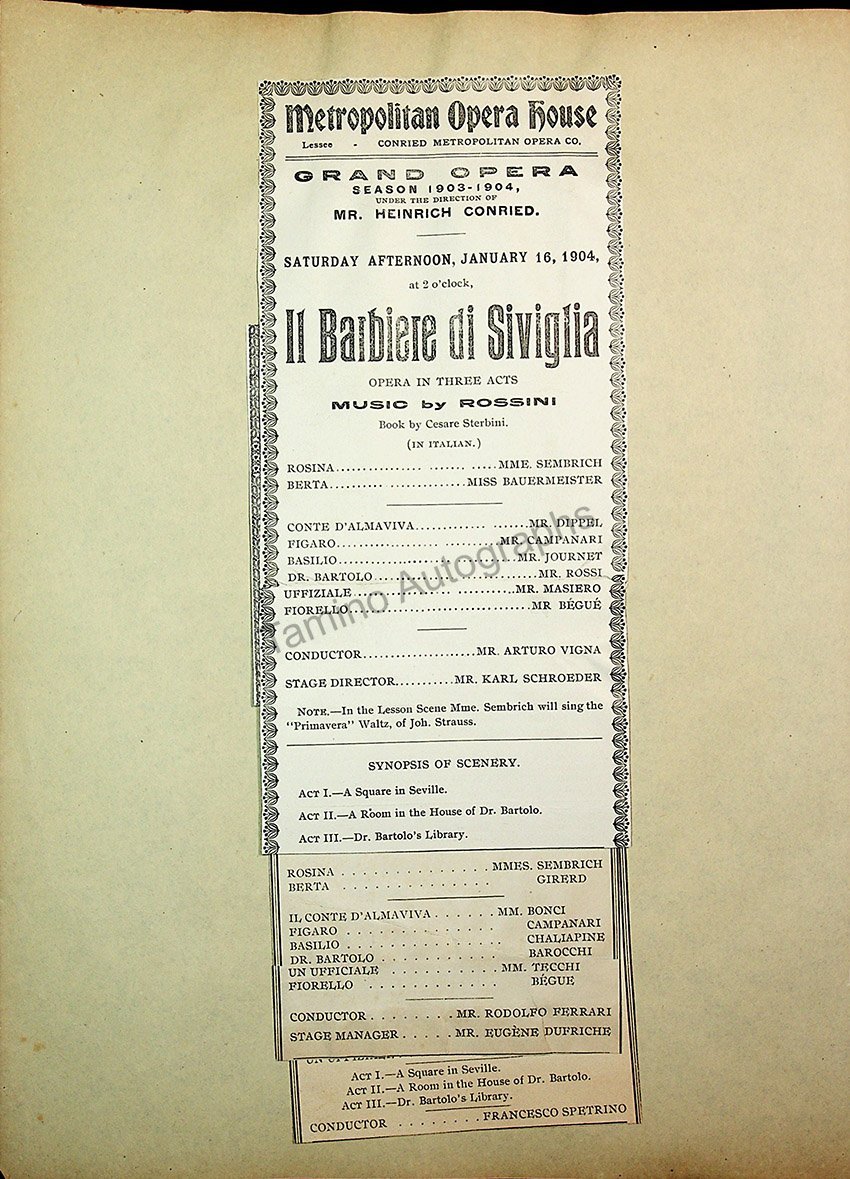 Metropolitan Opera House
Lessee - CONRIED METROPOLITAN OPERA CO.
GRAND OPERA
SEASON 1903-1904,
UNDER THE DIRECTION OF
MR. HEINRICH CONRIED.
SATURDAY AFTERNOON, JANUARY 16, 1904,
at 2 o'clock,
Il Barbiere di Siviglia
OPERA IN THREE ACTS
MUSIC by ROSSINI
Book by Cesare Sterbini.
(IN ITALIAN.)
ROSINA............... ....... .....MME. SEMBRICH
BERTA.......... .............MISS BAUERMEISTER
CONTE D'ALMAVIVA............. .......MR. DIPPEL
FIGARO.................. ........MR. CAMPANARI
BASILIO..........................MR. JOURNET
DR. BARTOLO..........................MR. ROSSI
UFFIZIALE................. ..........MR. MASIERO
FIORELLO.............................MR BÉGUÉ
CONDUCTOR....................MR. ARTURO VIGNA
STAGE DIRECTOR..........MR. KARL SCHROEDER
NOTE.—In the Lesson Scene Mme. Sembrich will sing the
"Primavera" Waltz, of Joh. Strauss.
SYNOPSIS OF SCENERY.
ACT I.—A Square in Seville.
ACT II.—A Room in the House of Dr. Bartolo.
ACT III.—Dr. Bartolo's Library.
ROSINA . . . . . . . . . . . . . . MMES. SEMBRICH
BERTA . . . . . . . . . . . . . . GIRERD
IL CONTE D'ALMAVIVA . . . . . . MM. BONCI
FIGARO . . . . . . . . . . . . . . CAMPANARI
BASILIO . . . . . . . . . . . . . . CHALIAPINE
DR. BARTOLO . . . . . . . . . . . . BAROCCHI
UN UFFICIALE . . . . . . . . . . MM. TECCHI
FIORELLO . . . . . . . . . . . . BÉGUE
CONDUCTOR . . . . . . . . MR. RODOLFO FERRARI
STAGE MANAGER . . . . . MR. EUGÈNE DUFRICHE
ACT I.—A Square in Seville.
ACT II.—A Room in the House of Dr. Bartolo.
ACT III.—Dr. Bartolo's Library.
CONDUCTOR . . . . . . . . FRANCESCO SPETRINO
Tamino Autographs